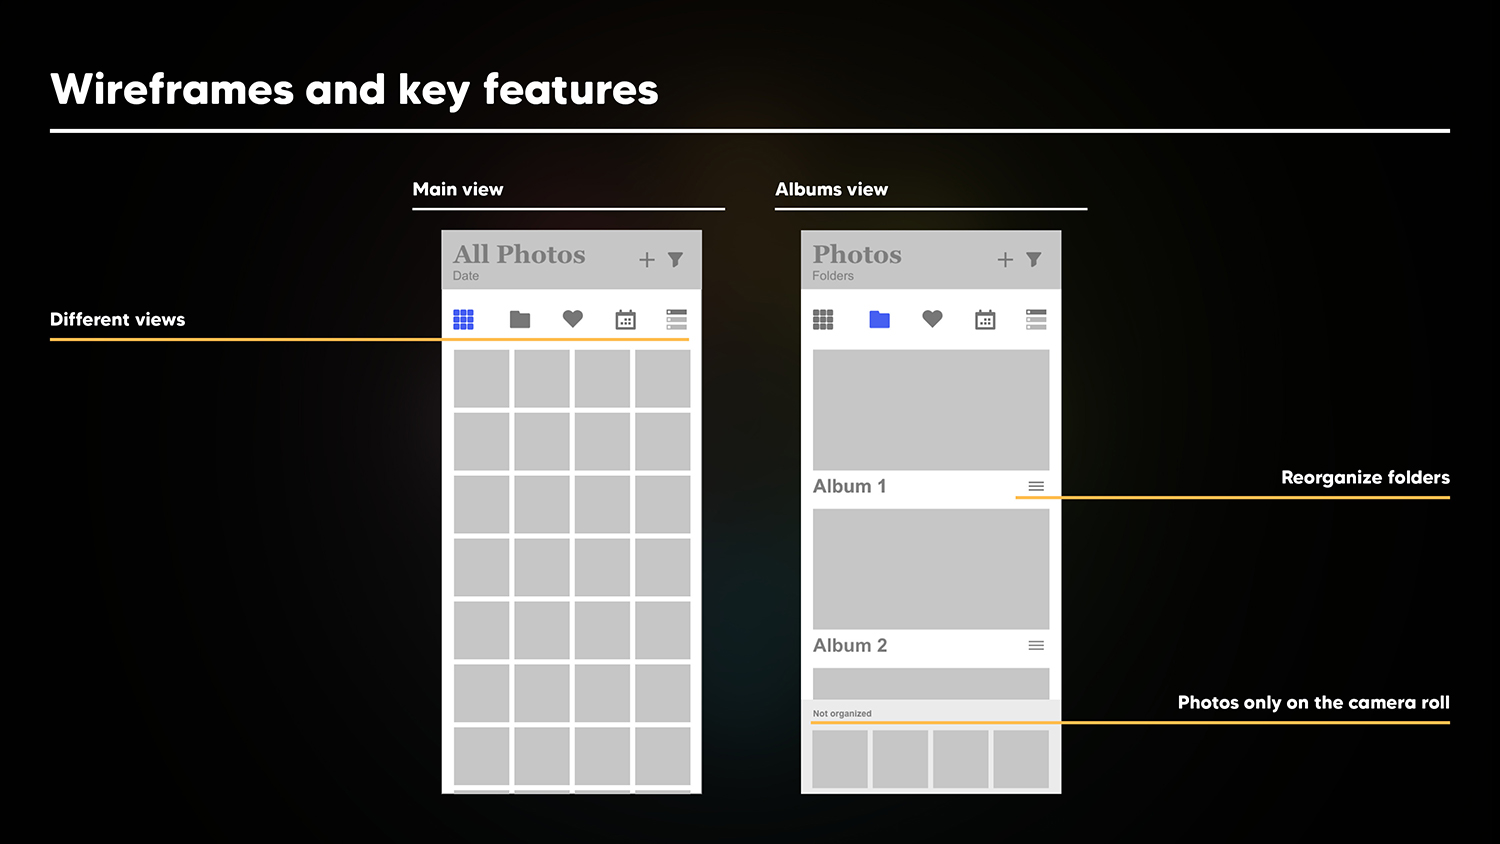 Wireframes and key features
Main view
Albums view
All Photos
Date
Photos
Folders
Different views
Album 1
Reorganize folders
Album 2
Photos only on the camera roll
Not organized